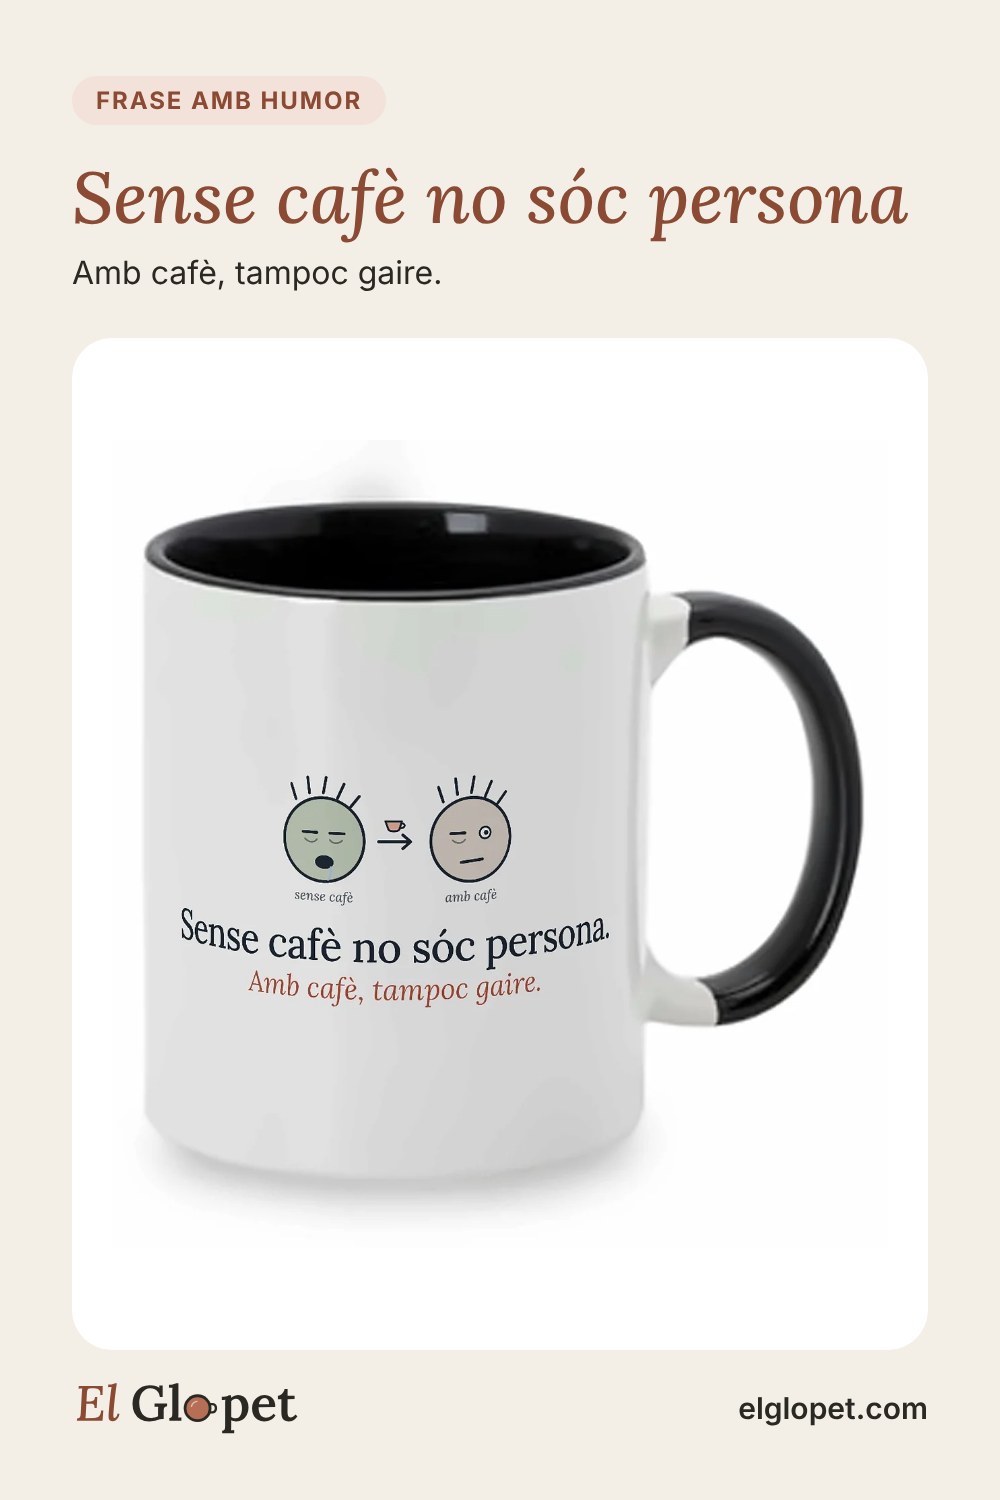 FRASE AMB HUMOR
Sense cafè no sóc persona
Amb cafè, tampoc gaire.
sense cafè
amb cafè
Sense cafè no sóc persona.
Amb cafè, tampoc gaire.
El Glopet
elglopet.com